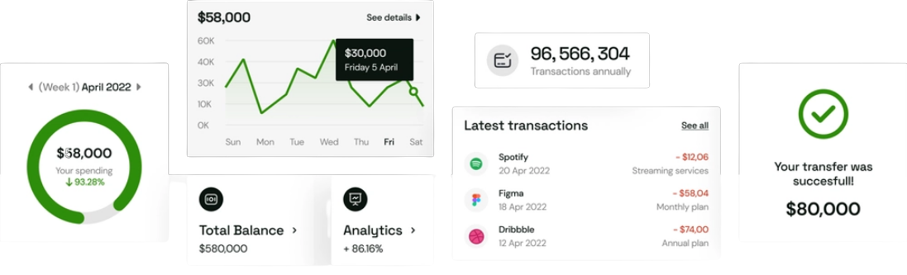 (Week 1) April 2022
$58,000
Your spending
93.28%
$58,000
See details
60K
40K
30K
10K
0K
$30,000
Friday 5 April
Sun Mon Tue Wed Thu Fri Sat
Total Balance
$580,000
Analytics
+ 86.16%
96,566,304
Transactions annually
Latest transactions
See all
Spotify - $12,06
20 Apr 2022 Streaming services
Figma - $58,04
18 Apr 2022 Monthly plan
Dribbble - $74,00
12 Apr 2022 Annual plan
Your transfer was
succesfull!
$80,000